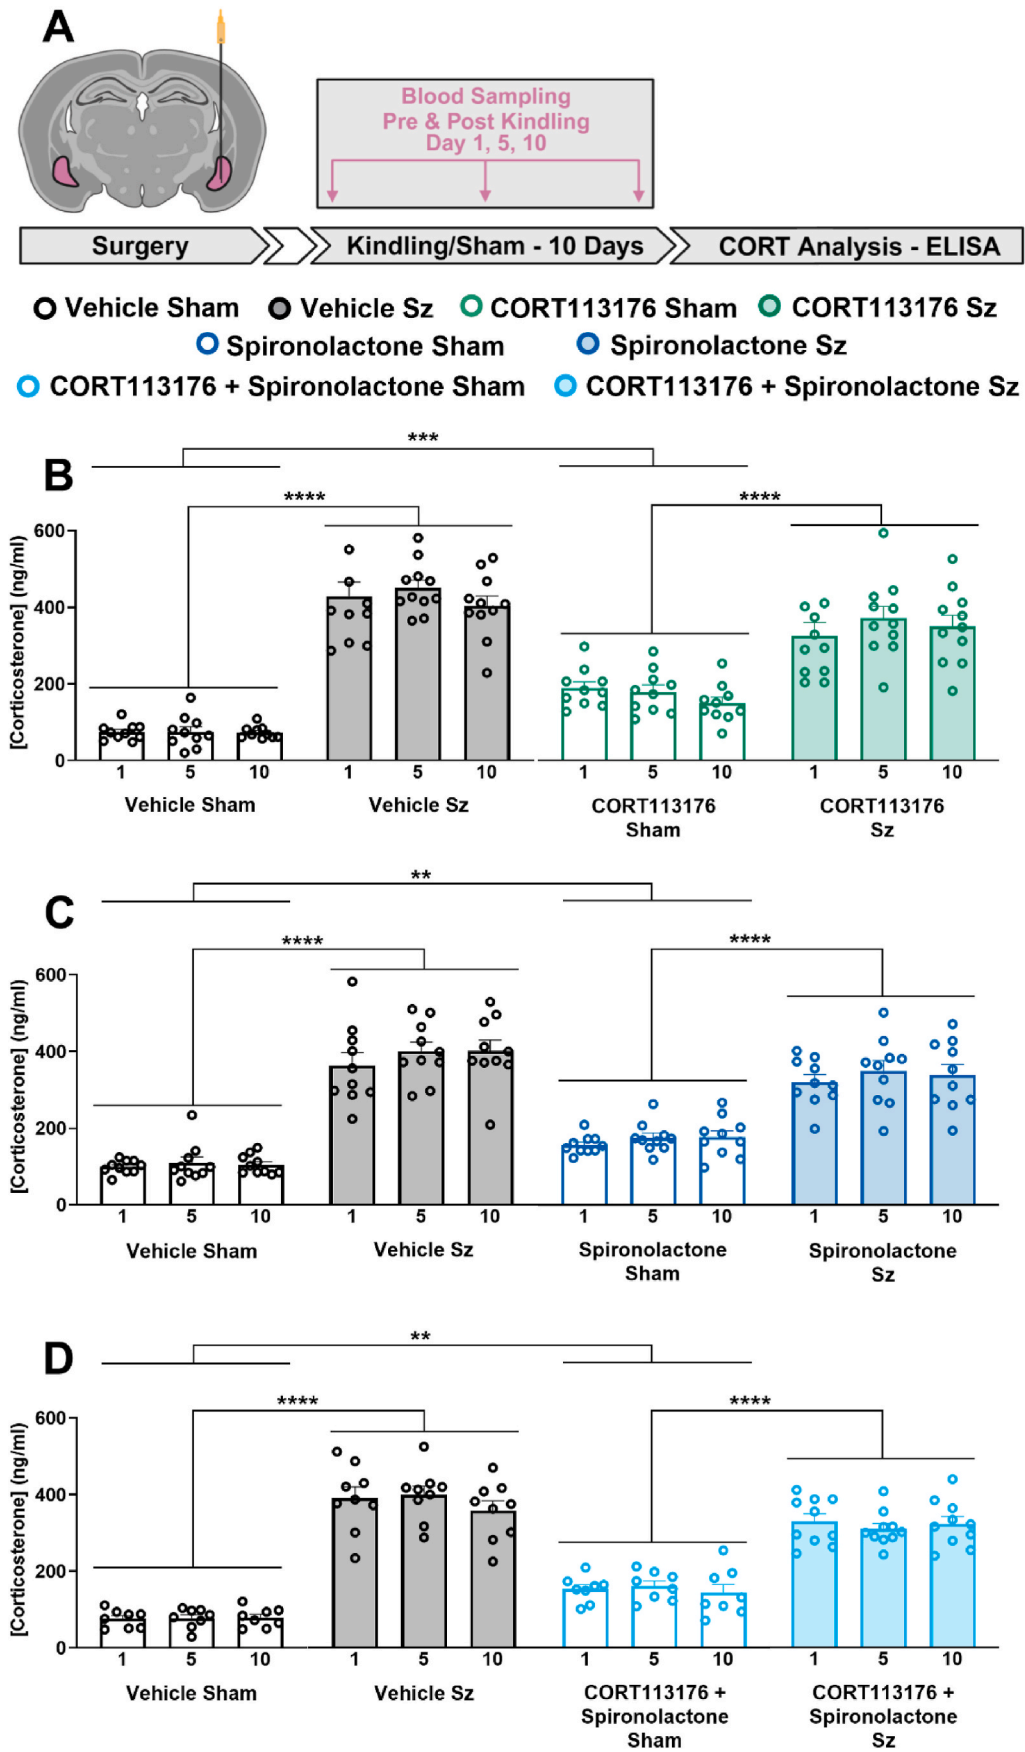 A
Blood Sampling
Pre & Post Kindling
Day 1, 5, 10
Surgery
Kindling/Sham - 10 Days
CORT Analysis - ELISA
Vehicle Sham
Vehicle Sz
CORT113176 Sham
CORT113176 Sz
Spironolactone Sham
Spironolactone Sz
CORT113176 + Spironolactone Sham
CORT113176 + Spironolactone Sz
B
***
****
****
[Corticosterone] (ng/ml)
600
400
200
0
1 5 10 1 5 10 1 5 10 1 5 10
Vehicle Sham
Vehicle Sz
CORT113176
Sham
CORT113176
Sz
C
**
****
****
[Corticosterone] (ng/ml)
600
400
200
0
1 5 10 1 5 10 1 5 10 1 5 10
Vehicle Sham
Vehicle Sz
Spironolactone
Sham
Spironolactone
Sz
D
**
****
****
[Corticosterone] (ng/ml)
600
400
200
0
1 5 10 1 5 10 1 5 10 1 5 10
Vehicle Sham
Vehicle Sz
CORT113176 +
Spironolactone
Sham
CORT113176 +
Spironolactone
Sz